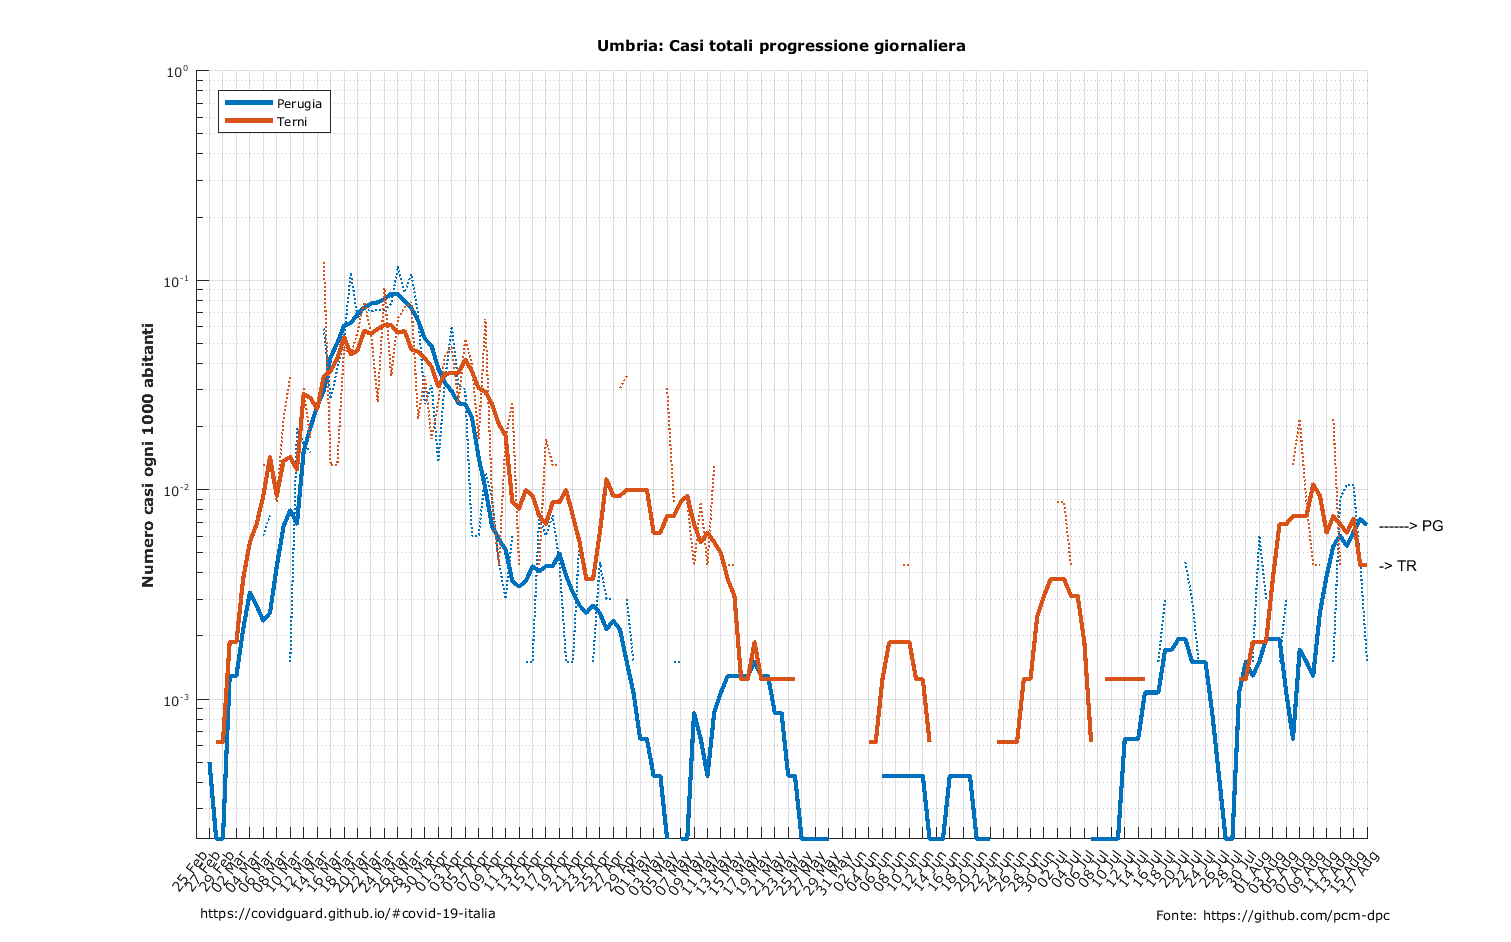 Umbria: Casi totali progressione giornaliera
10⁰
Perugia
Terni
10⁻¹
10⁻²
10⁻³
Numero casi ogni 1000 abitanti
------> PG
-> TR
25 Feb
27 Feb
29 Feb
02 Mar
04 Mar
06 Mar
08 Mar
10 Mar
12 Mar
14 Mar
16 Mar
18 Mar
20 Mar
22 Mar
24 Mar
26 Mar
28 Mar
30 Mar
01 Apr
03 Apr
05 Apr
07 Apr
09 Apr
11 Apr
13 Apr
15 Apr
17 Apr
19 Apr
21 Apr
23 Apr
25 Apr
27 Apr
29 Apr
01 May
03 May
05 May
07 May
09 May
11 May
13 May
15 May
17 May
19 May
21 May
23 May
25 May
27 May
29 May
31 May
02 Jun
04 Jun
06 Jun
08 Jun
10 Jun
12 Jun
14 Jun
16 Jun
18 Jun
20 Jun
22 Jun
24 Jun
26 Jun
28 Jun
30 Jun
02 Jul
04 Jul
06 Jul
08 Jul
10 Jul
12 Jul
14 Jul
16 Jul
18 Jul
20 Jul
22 Jul
24 Jul
26 Jul
28 Jul
30 Jul
01 Aug
03 Aug
05 Aug
07 Aug
09 Aug
11 Aug
13 Aug
15 Aug
17 Aug
https://covidguard.github.io/#covid-19-italia
Fonte: https://github.com/pcm-dpc